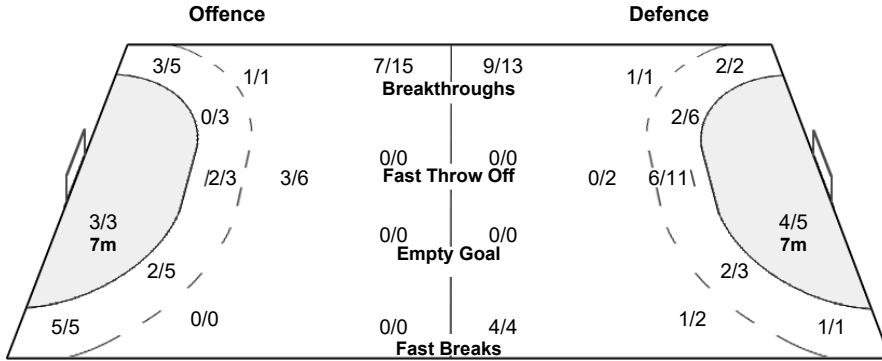 Offence Defence
3/5 7/15 9/13 2/2
1/1 1/1
Breakthroughs
0/3 2/6
0/0 0/0
2/3 3/6 Fast Throw Off 0/2 6/11
3/3 4/5
0/0 0/0
7m 7m
Empty Goal
2/5 2/3
0/0 1/2
5/5 0/0 4/4 1/1
Fast Breaks